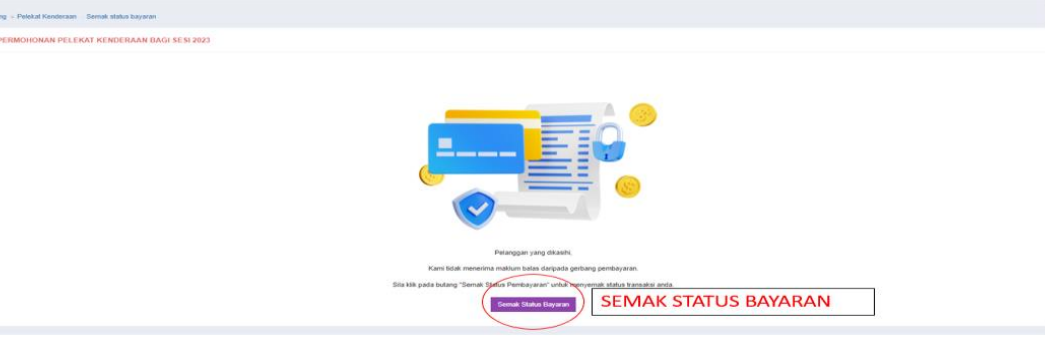 ng - Pelekat Kenderaan Semak status bayaran
PERMOHONAN PELEKAT KENDERAAN BAGI SESI 2023
Pelanggan yang dikasihi,
Kami tidak menerima maklum balas daripada gerbang pembayaran.
Sila klik pada butang "Semak Status Pembayaran" untuk menyemak status transaksi anda.
Semak Status Bayaran
SEMAK STATUS BAYARAN